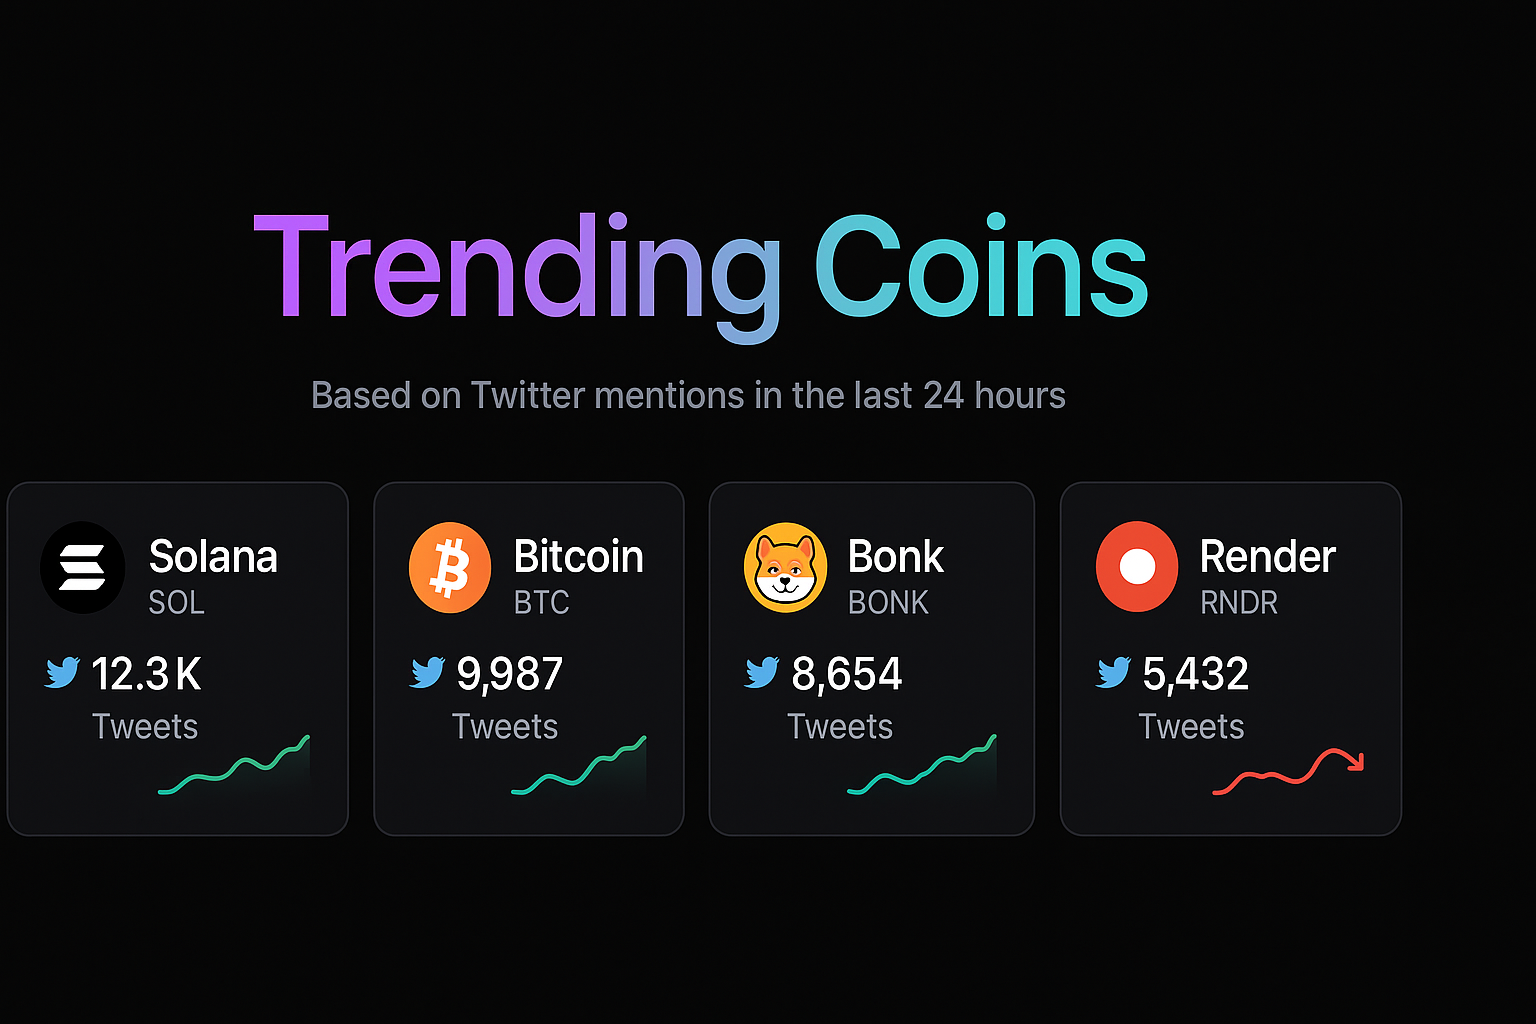 Trending Coins
Based on Twitter mentions in the last 24 hours
Solana
SOL
12.3K
Tweets
Bitcoin
BTC
9,987
Tweets
Bonk
BONK
8,654
Tweets
Render
RNDR
5,432
Tweets